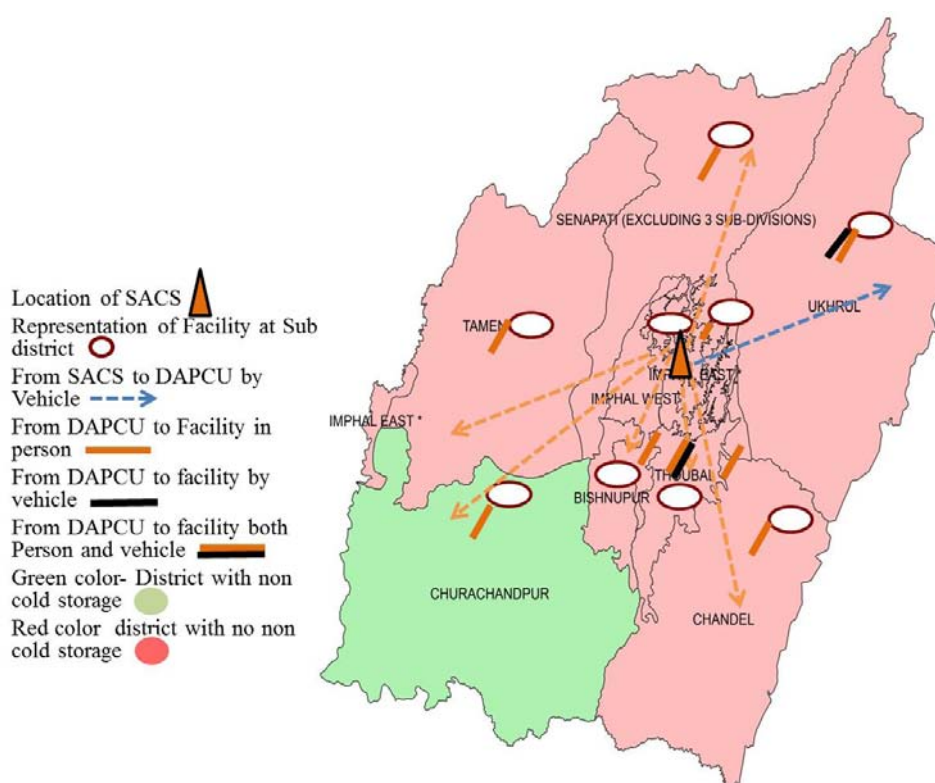 Location of SACS
Representation of Facility at Sub
district
From SACS to DAPCU by
Vehicle
From DAPCU to Facility in
person
From DAPCU to facility by
vehicle
From DAPCU to facility both
Person and vehicle
Green color- District with non
cold storage
Red color district with no non
cold storage
SENAPATI (EXCLUDING 3 SUB-DIVISIONS)
UKHRUL
TAMEN
EAST *
IMPHAL WEST
IMPHAL EAST *
THOUBAL
BISHNUPUR
CHURACHANDPUR
CHANDEL